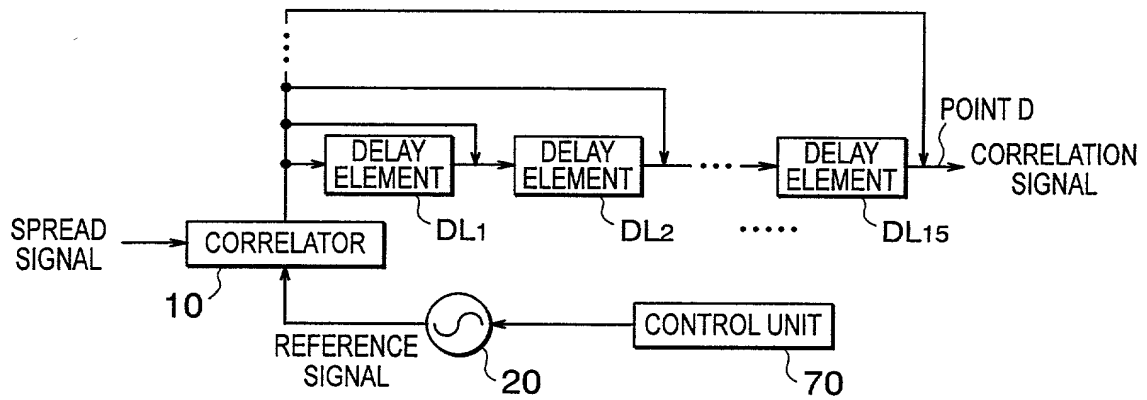 POINT D
DELAY
ELEMENT
DELAY
ELEMENT
DELAY
ELEMENT
CORRELATION
SIGNAL
DL1
DL2
DL15
SPREAD
SIGNAL
CORRELATOR
10
REFERENCE
SIGNAL
20
CONTROL UNIT
70